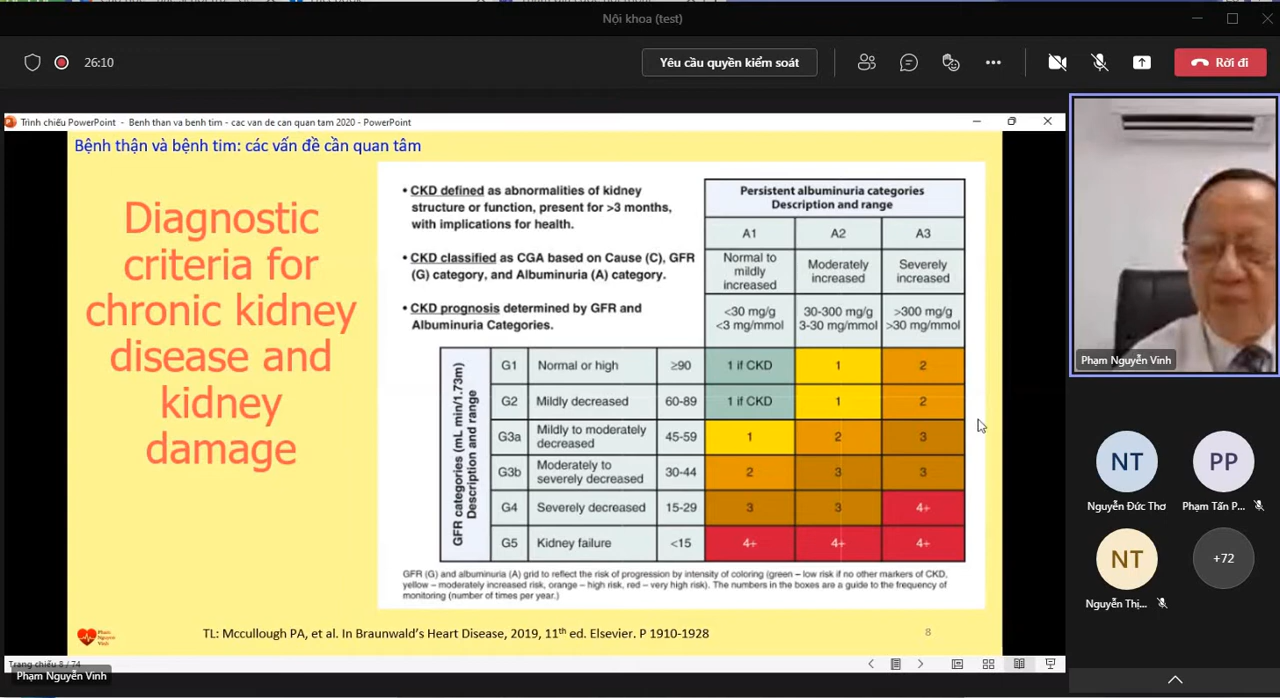 Nội khoa (test)
26:10
Yêu cầu quyền kiểm soát
Rời đi
Trình chiếu PowerPoint - Benh than va benh tim - cac van de can quan tam 2020 - PowerPoint
Bệnh thận và bệnh tim: các vấn đề cần quan tâm
Diagnostic
criteria for
chronic kidney
disease and
kidney
damage
• CKD defined as abnormalities of kidney
structure or function, present for >3 months,
with implications for health.
• CKD classified as CGA based on Cause (C), GFR
(G) category, and Albuminuria (A) category.
• CKD prognosis determined by GFR and
Albuminuria Categories.
Persistent albuminuria categories
Description and range
A1 A2 A3
Normal to
mildly
increased
Moderately
increased
Severely
increased
<30 mg/g
<3 mg/mmol
30-300 mg/g
3-30 mg/mmol
>300 mg/g
>30 mg/mmol
GFR categories (mL min/1.73m)
Description and range
G1 Normal or high ≥90 1 if CKD 1 2
G2 Mildly decreased 60-89 1 if CKD 1 2
G3a Mildly to moderately
decreased 45-59 1 2 3
G3b Moderately to
severely decreased 30-44 2 3 3
G4 Severely decreased 15-29 3 3 4+
G5 Kidney failure <15 4+ 4+ 4+
GFR (G) and albuminuria (A) grid to reflect the risk of progression by intensity of coloring (green – low risk if no other markers of CKD,
yellow – moderately increased risk, orange – high risk, red – very high risk). The numbers in the boxes are a guide to the frequency of
monitoring (number of times per year.)
TL: Mccullough PA, et al. In Braunwald's Heart Disease, 2019, 11th ed. Elsevier. P 1910-1928
8
Phạm
Nguyễn
Vinh
Trang chiếu 8 / 74
Phạm Nguyễn Vinh
Phạm Nguyễn Vinh
NT
PP
Nguyễn Đức Thơ
Phạm Tấn P...
NT
+72
Nguyễn Thị...